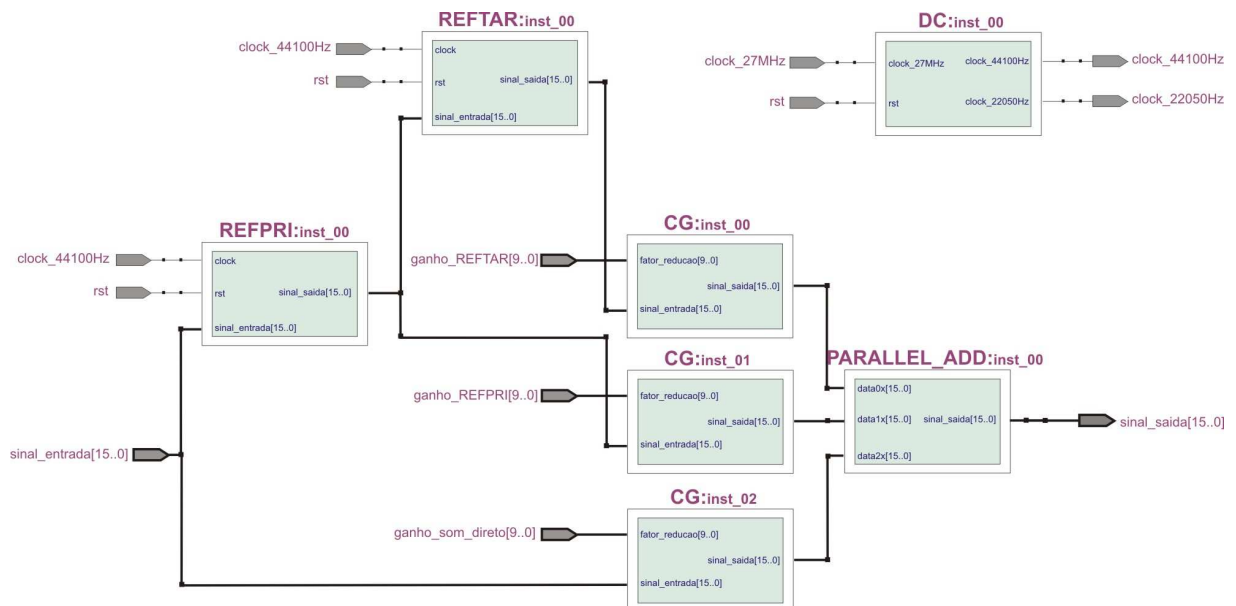 REFTAR:inst_00
clock_44100Hz
rst
clock
rst
sinal_saida[15..0]
sinal_entrada[15..0]
DC:inst_00
clock_27MHz
rst
clock_27MHz
clock_44100Hz
rst
clock_22050Hz
clock_44100Hz
clock_22050Hz
REFPRI:inst_00
clock_44100Hz
rst
clock
rst
sinal_saida[15..0]
sinal_entrada[15..0]
CG:inst_00
ganho_REFTAR[9..0]
fator_reducao[9..0]
sinal_saida[15..0]
sinal_entrada[15..0]
CG:inst_01
ganho_REFPRI[9..0]
fator_reducao[9..0]
sinal_saida[15..0]
sinal_entrada[15..0]
PARALLEL_ADD:inst_00
data0x[15..0]
data1x[15..0]
sinal_saida[15..0]
data2x[15..0]
sinal_saida[15..0]
sinal_entrada[15..0]
CG:inst_02
ganho_som_direto[9..0]
fator_reducao[9..0]
sinal_saida[15..0]
sinal_entrada[15..0]